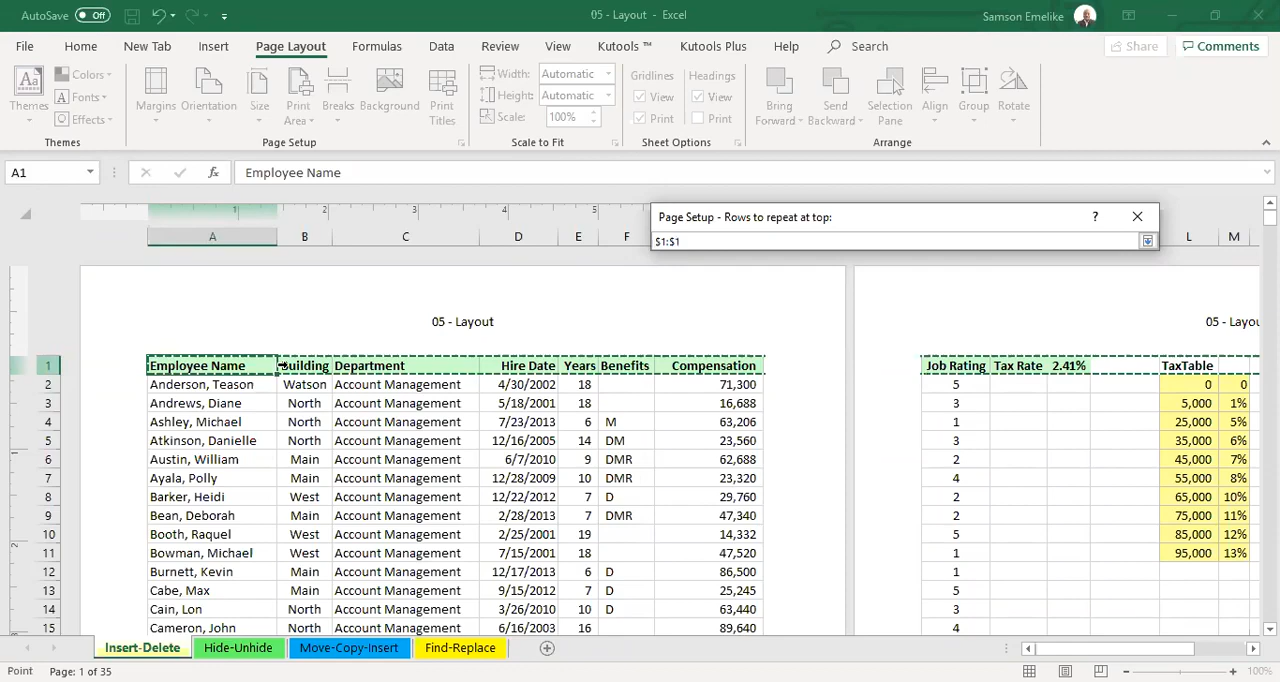 AutoSave Off 05 - Layout - Excel Samson Emelike
File Home New Tab Insert Page Layout Formulas Data Review View Kutools ™ Kutools Plus Help Search Share Comments
Themes Colors Fonts Effects
Margins Orientation Size Print Area Breaks Background Print Titles
Width: Automatic
Height: Automatic
Scale: 100%
Gridlines Headings
View View
Print Print
Bring Forward Send Backward Selection Pane Align Group Rotate
Themes Page Setup Scale to Fit Sheet Options Arrange
A1 fx Employee Name
1 2 3 4 5
Page Setup - Rows to repeat at top: ?
$1:$1
A B C D E F L M
05 - Layout 05 - Layou
1 Employee Name Building Department Hire Date Years Benefits Compensation Job Rating Tax Rate 2.41% TaxTable
2 Anderson, Teason Watson Account Management 4/30/2002 18 71,300 5 0 0
3 Andrews, Diane North Account Management 5/18/2001 18 16,688 3 5,000 1%
4 Ashley, Michael North Account Management 7/23/2013 6 M 63,206 1 25,000 5%
5 Atkinson, Danielle North Account Management 12/16/2005 14 DM 23,560 3 35,000 6%
6 Austin, William Main Account Management 6/7/2010 9 DMR 62,688 2 45,000 7%
7 Ayala, Polly Main Account Management 12/28/2009 10 DMR 23,320 4 55,000 8%
8 Barker, Heidi West Account Management 12/22/2012 7 D 29,760 2 65,000 10%
9 Bean, Deborah Main Account Management 2/28/2013 7 DMR 47,340 2 75,000 11%
10 Booth, Raquel West Account Management 2/25/2001 19 14,332 5 85,000 12%
11 Bowman, Michael West Account Management 7/15/2001 18 47,520 1 95,000 13%
12 Burnett, Kevin Main Account Management 12/17/2013 6 D 86,500 1
13 Cabe, Max Main Account Management 9/15/2012 7 D 25,245 5
14 Cain, Lon North Account Management 3/26/2010 10 D 63,440 3
15 Cameron, John North Account Management 6/16/2003 16 89,640 4
Insert-Delete Hide-Unhide Move-Copy-Insert Find-Replace
Point Page: 1 of 35 100%